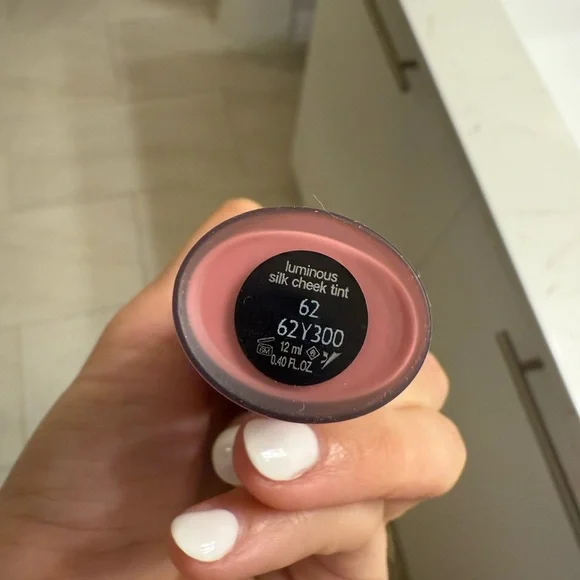 luminous
silk cheek tint
62
62Y300
12 ml
0.40 FL.OZ